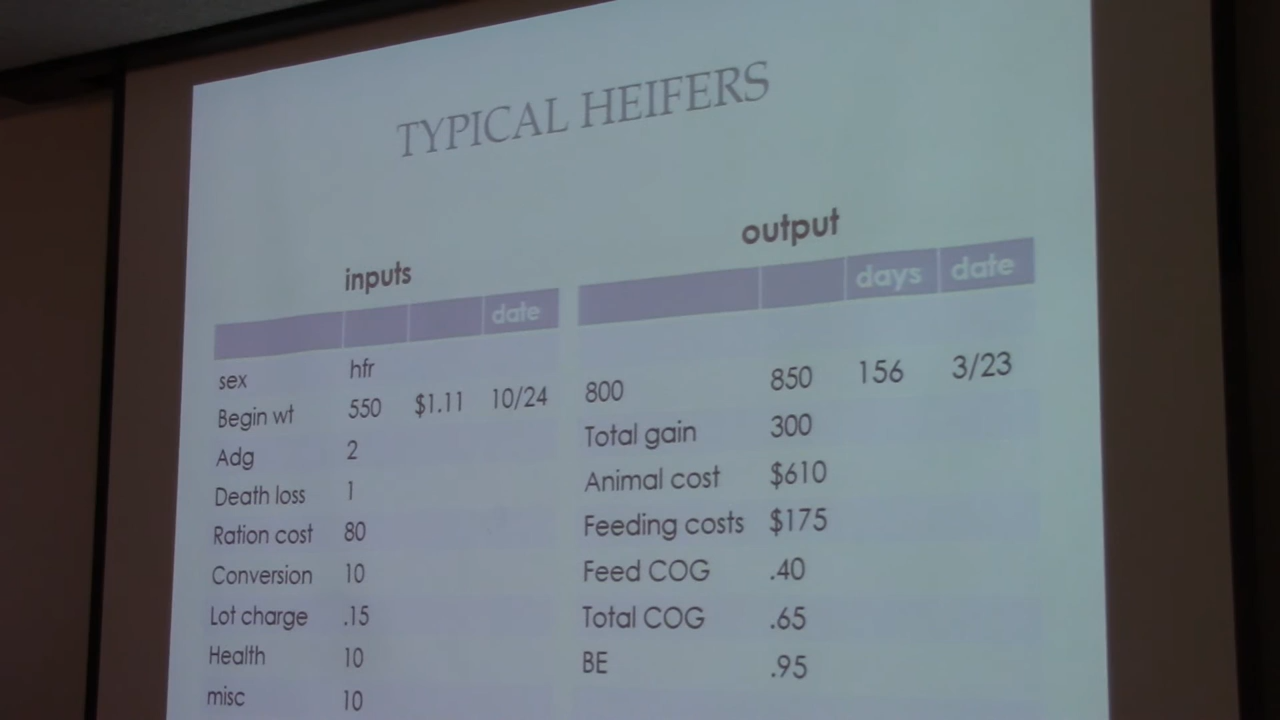 TYPICAL HEIFERS
inputs
date
sex hfr
Begin wt 550 $1.11 10/24
Adg 2
Death loss 1
Ration cost 80
Conversion 10
Lot charge .15
Health 10
misc 10
output
days date
800 850 156 3/23
Total gain 300
Animal cost $610
Feeding costs $175
Feed COG .40
Total COG .65
BE .95